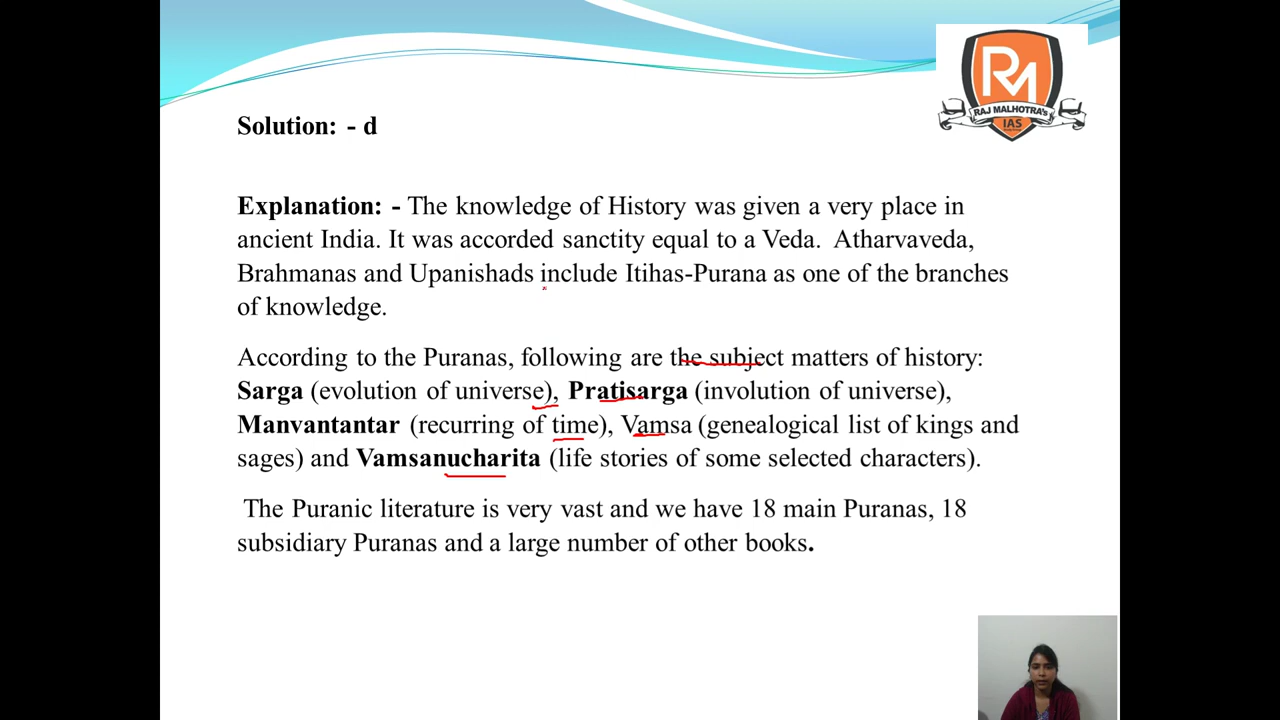 RM
RAJ MALHOTRA's
IAS
Solution: - d
Explanation: - The knowledge of History was given a very place in
ancient India. It was accorded sanctity equal to a Veda. Atharvaveda,
Brahmanas and Upanishads include Itihas-Purana as one of the branches
of knowledge.
According to the Puranas, following are the subject matters of history:
Sarga (evolution of universe), Pratisarga (involution of universe),
Manvantantar (recurring of time), Vamsa (genealogical list of kings and
sages) and Vamsanucharita (life stories of some selected characters).
The Puranic literature is very vast and we have 18 main Puranas, 18
subsidiary Puranas and a large number of other books.